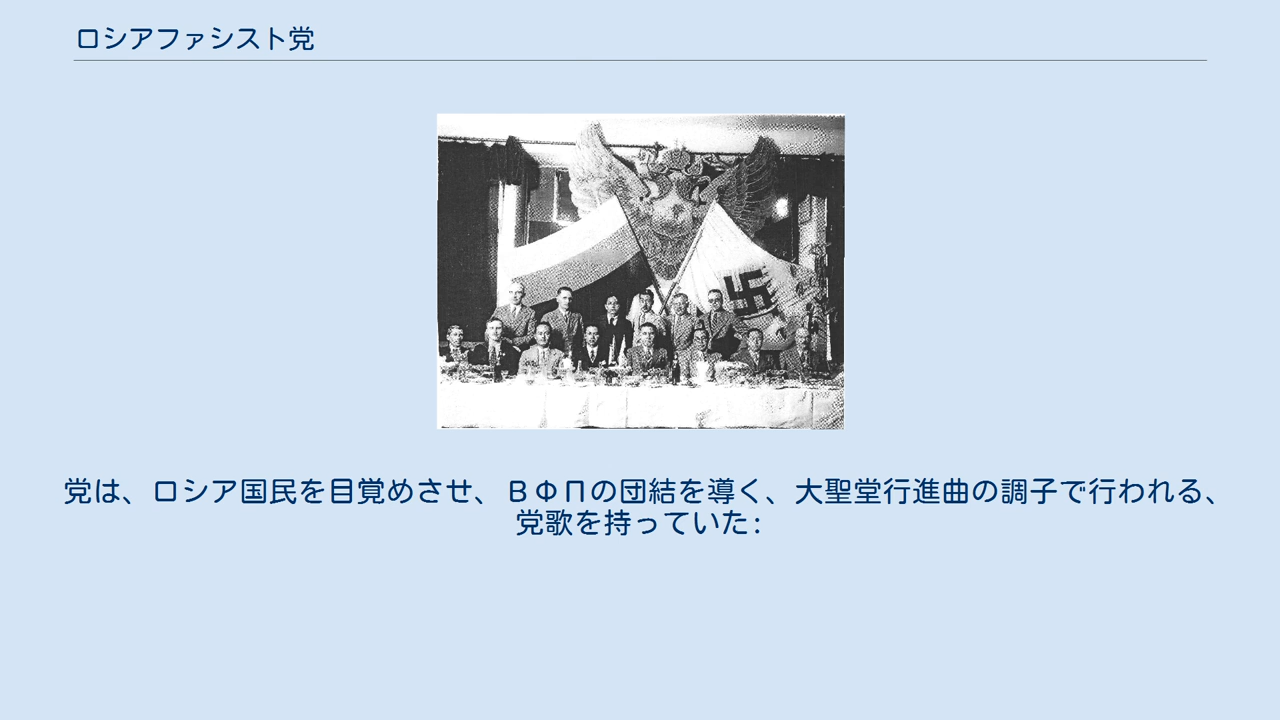 ロシアファシスト党
党は、ロシア国民を目覚めさせ、ВФПの団結を導く、大聖堂行進曲の調子で行われる、
党歌を持っていた: